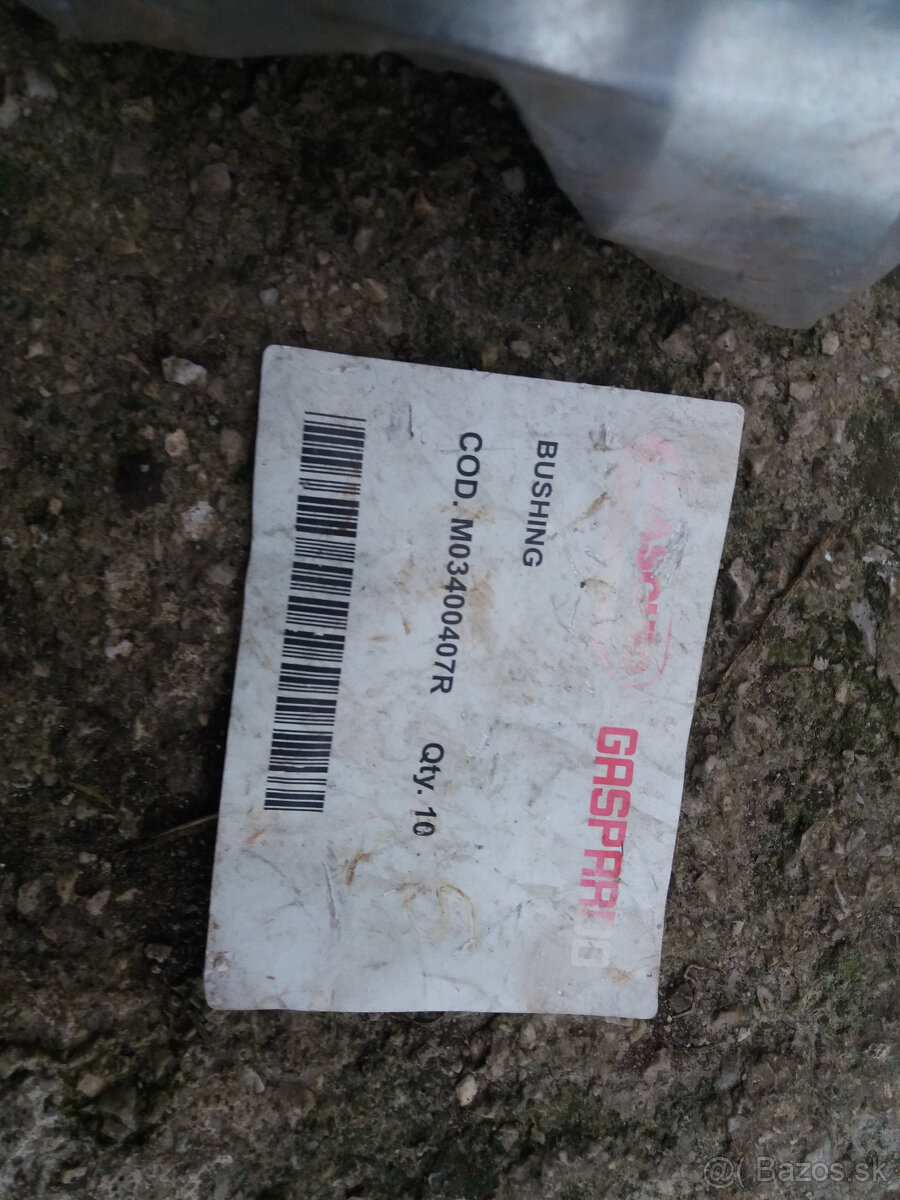 GASPARDO
BUSHING
COD. M03400407R Qty. 10
@( Bazos.sk